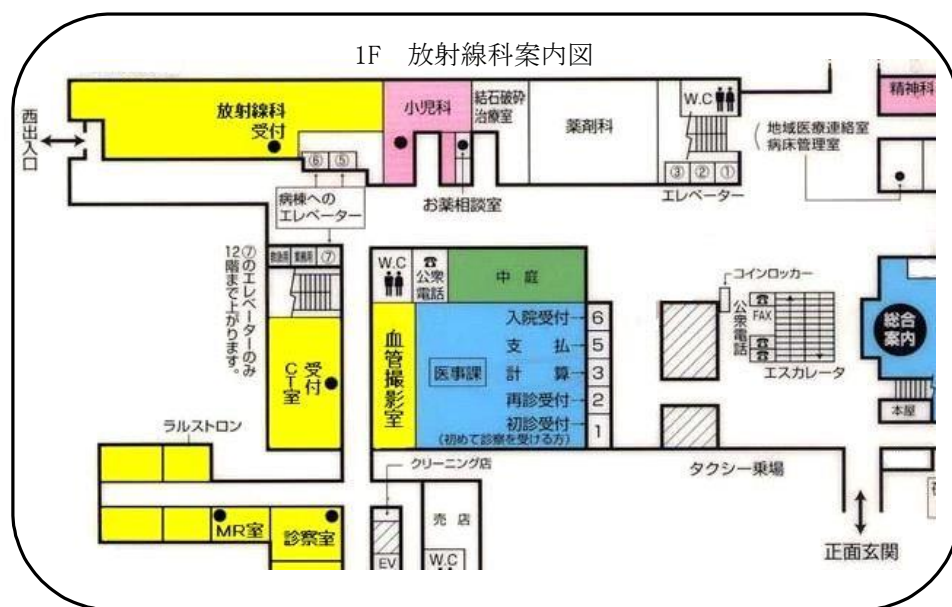 1F 放射線科案内図
西出入口
放射線科
受付
小児科
結石破砕
治療室
薬剤科
W.C
精神科
地域医療連絡室
病床管理室
⑥ ⑤
③ ② ①
エレベーター
お薬相談室
病棟への
エレベーター
⑦のエレベーターのみ
12階まで上がります。
救急用 業務用 ⑦
W.C
公衆
電話
中庭
コインロッカー
公衆電話
FAX
エスカレータ
総合
案内
本屋
受付
CT室
血管撮影室
医事課
入院受付→ 6
支払→ 5
計算→ 3
再診受付→ 2
初診受付→ 1
(初めて診察を受ける方)
ラルストロン
クリーニング店
タクシー乗場
MR室
診察室
売店
EV
W.C
正面玄関